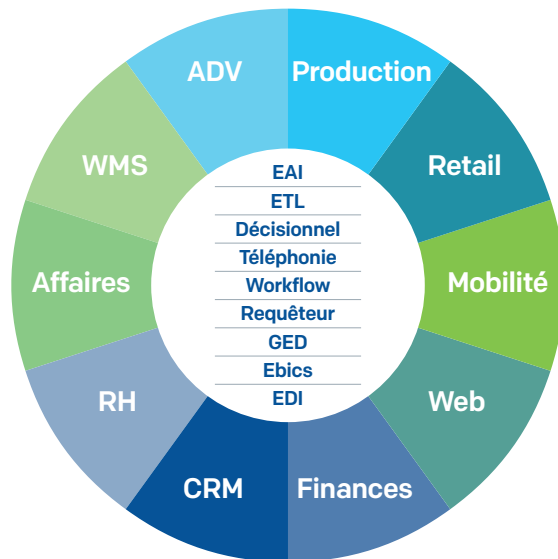 ADV
Production
WMS
Retail
Affaires
Mobilité
RH
Web
CRM
Finances
EAI
ETL
Décisionnel
Téléphonie
Workflow
Requêteur
GED
Ebics
EDI